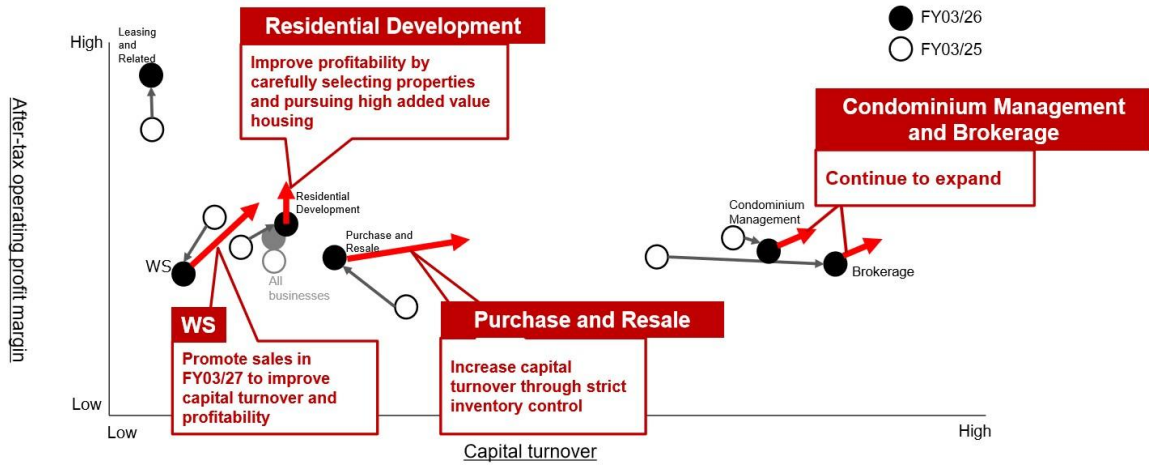 FY03/26
FY03/25
High
After-tax operating profit margin
Low
Low
Capital turnover
High
Leasing and
Related
Residential Development
Improve profitability by
carefully selecting properties
and pursuing high added value
housing
Residential
Development
WS
All
businesses
Purchase and
Resale
Condominium Management
and Brokerage
Continue to expand
Condominium
Management
Brokerage
WS
Promote sales in
FY03/27 to improve
capital turnover and
profitability
Purchase and Resale
Increase capital
turnover through strict
inventory control